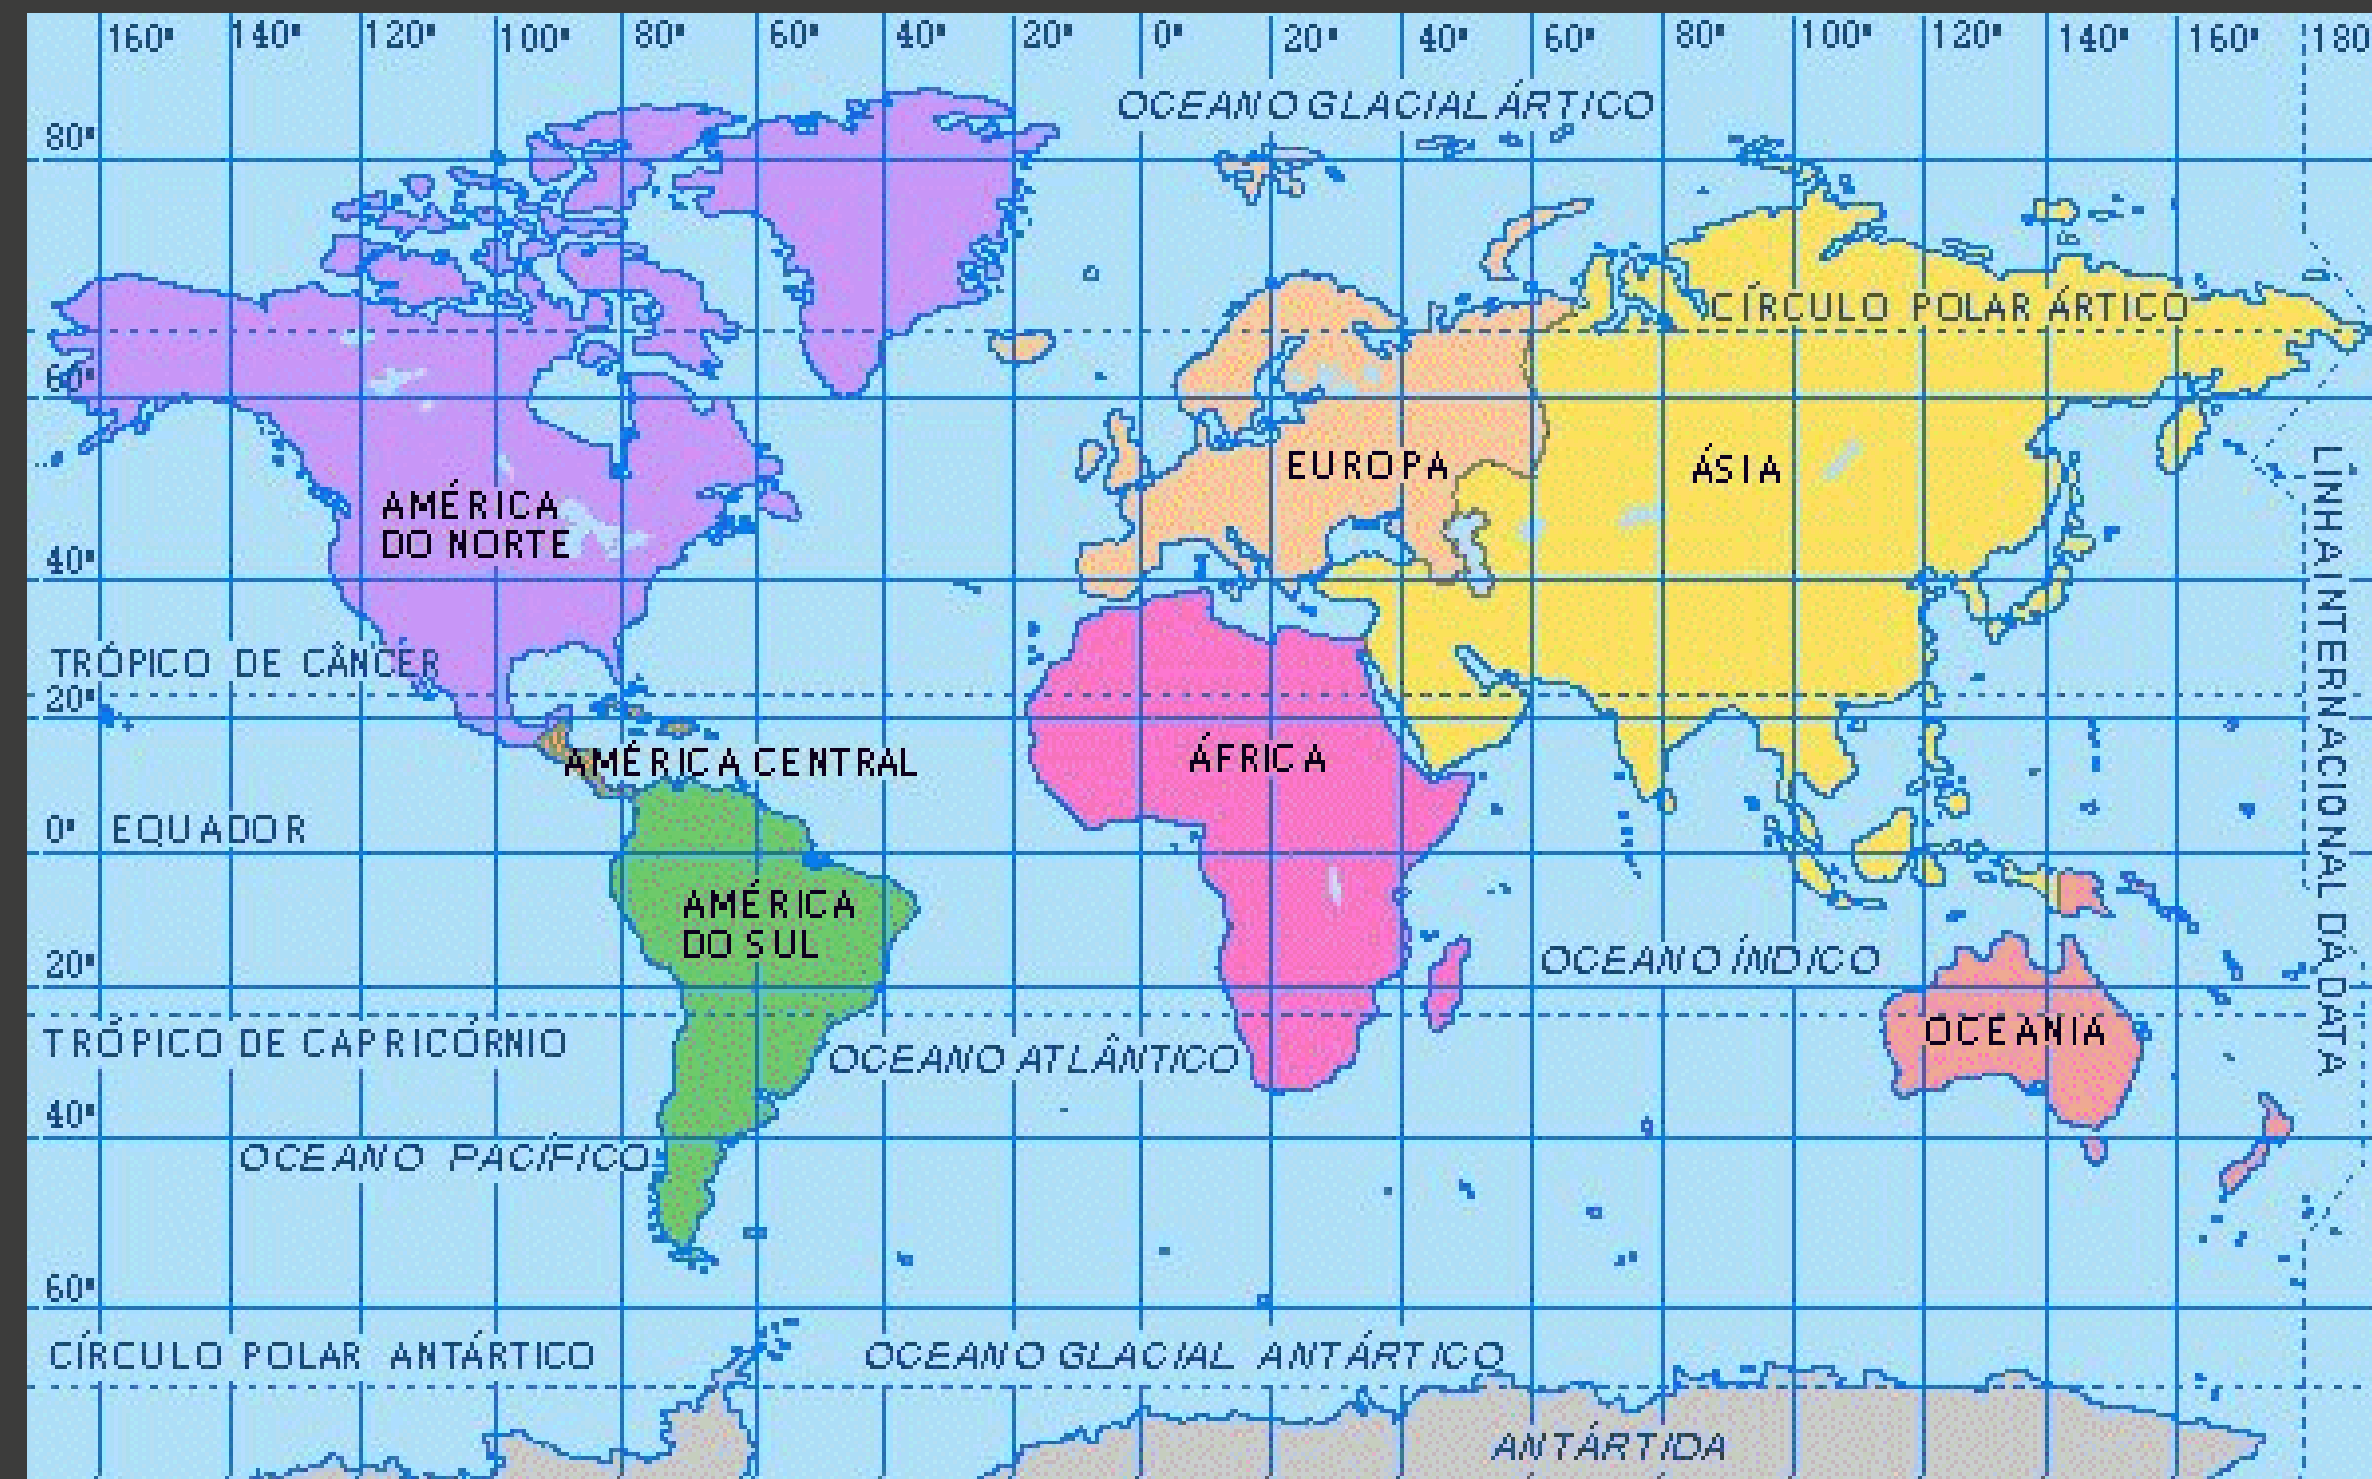 160° 140° 120° 100° 80° 60° 40° 20° 0° 20° 40° 60° 80° 100° 120° 140° 160° 180
OCEANO GLACIAL ÁRTICO
80°
CÍRCULO POLAR ÁRTICO
60°
EUROPA
ÁSIA
AMÉRICA
DO NORTE
40°
TRÓPICO DE CÂNCER
20°
AMÉRICA CENTRAL
ÁFRICA
0° EQUADOR
AMÉRICA
DO SUL
LINHA INTERNACIONAL DA DATA
20°
OCEANO ÍNDICO
OCEANIA
TRÓPICO DE CAPRICÓRNIO
OCEANO ATLÂNTICO
40°
OCEANO PACÍFICO
60°
CÍRCULO POLAR ANTÁRTICO
OCEANO GLACIAL ANTÁRTICO
ANTÁRTIDA